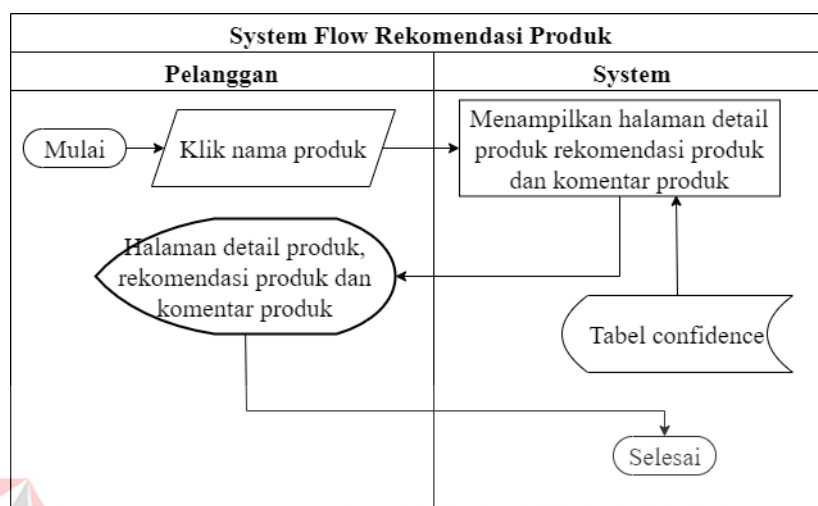 System Flow Rekomendasi Produk
Pelanggan
System
Mulai
Klik nama produk
Menampilkan halaman detail
produk rekomendasi produk
dan komentar produk
Halaman detail produk,
rekomendasi produk dan
komentar produk
Tabel confidence
Selesai